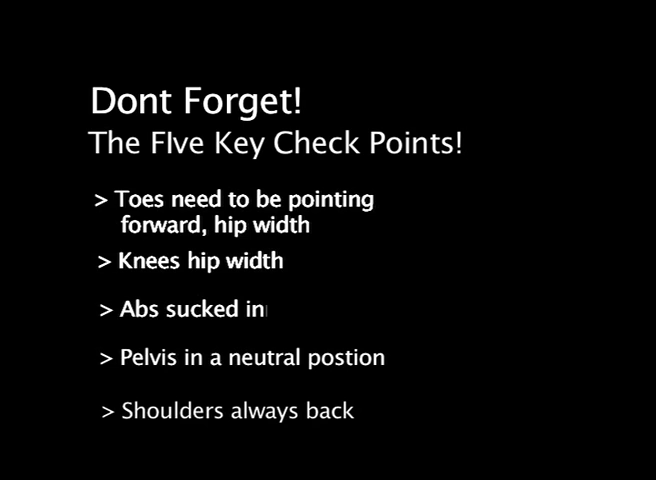 Dont Forget!
The FIve Key Check Points!
> Toes need to be pointing
forward, hip width
> Knees hip width
> Abs sucked in
> Pelvis in a neutral postion
> Shoulders always back